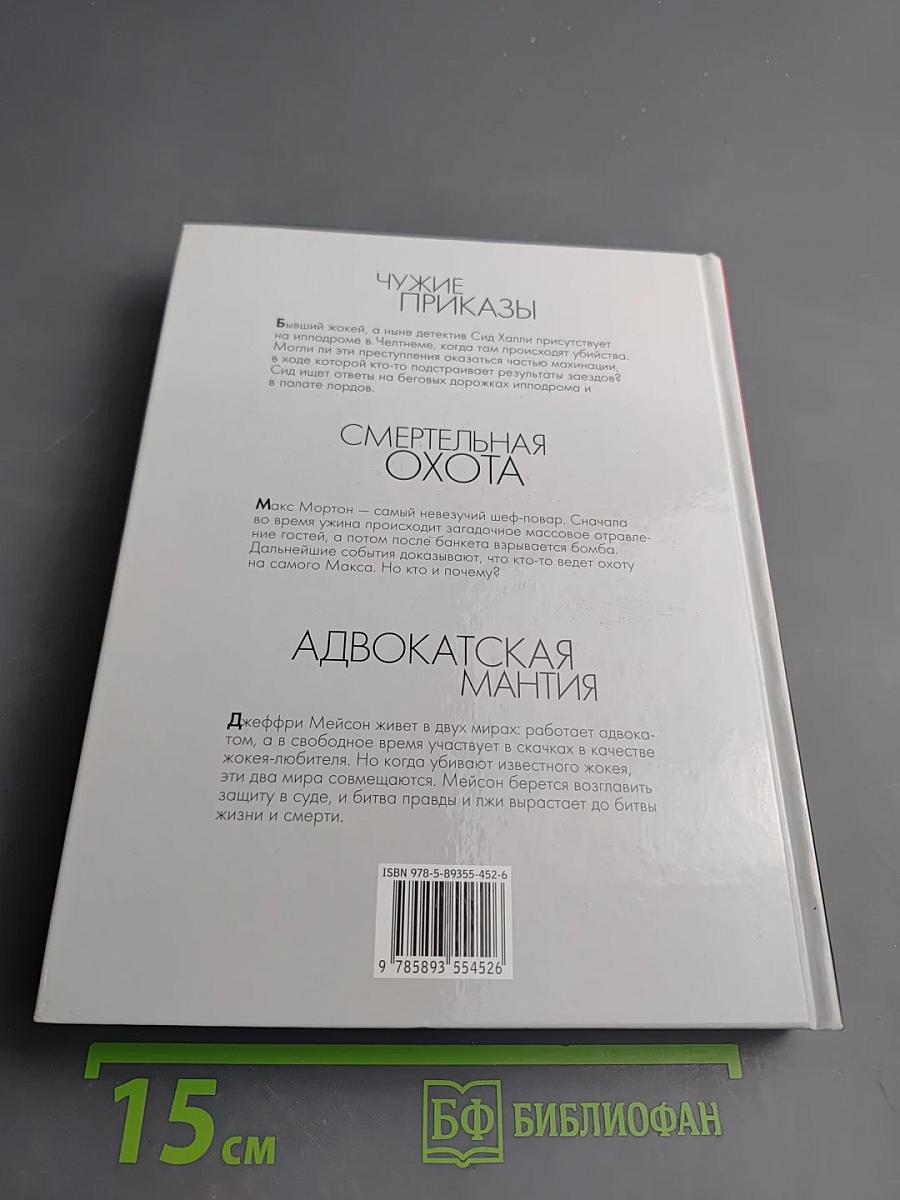 ЧУЖИЕ
ПРИКАЗЫ
Бывший жокей, а ныне детектив Сид Халли присутствует
на ипподроме в Челтнеме, когда там происходят убийства.
Могли ли эти преступления оказаться частью махинации,
в ходе которой кто-то подстраивает результаты заездов?
Сид ищет ответы на беговых дорожках ипподрома и
в палате лордов.
СМЕРТЕЛЬНАЯ
ОХОТА
Макс Мортон — самый невезучий шеф-повар. Сначала
во время ужина происходит загадочное массовое отравле-
ние гостей, а потом после банкета взрывается бомба.
Дальнейшие события доказывают, что кто-то ведет охоту
на самого Макса. Но кто и почему?
АДВОКАТСКАЯ
МАНТИЯ
Джеффри Мейсон живет в двух мирах: работает адвока-
том, а в свободное время участвует в скачках в качестве
жокея-любителя. Но когда убивают известного жокея,
эти два мира совмещаются. Мейсон берется возглавить
защиту в суде, и битва правды и лжи вырастает до битвы
жизни и смерти.
ISBN 978-5-89355-452-6
9 785893 554526
15 см
БФ БИБЛИОФАН